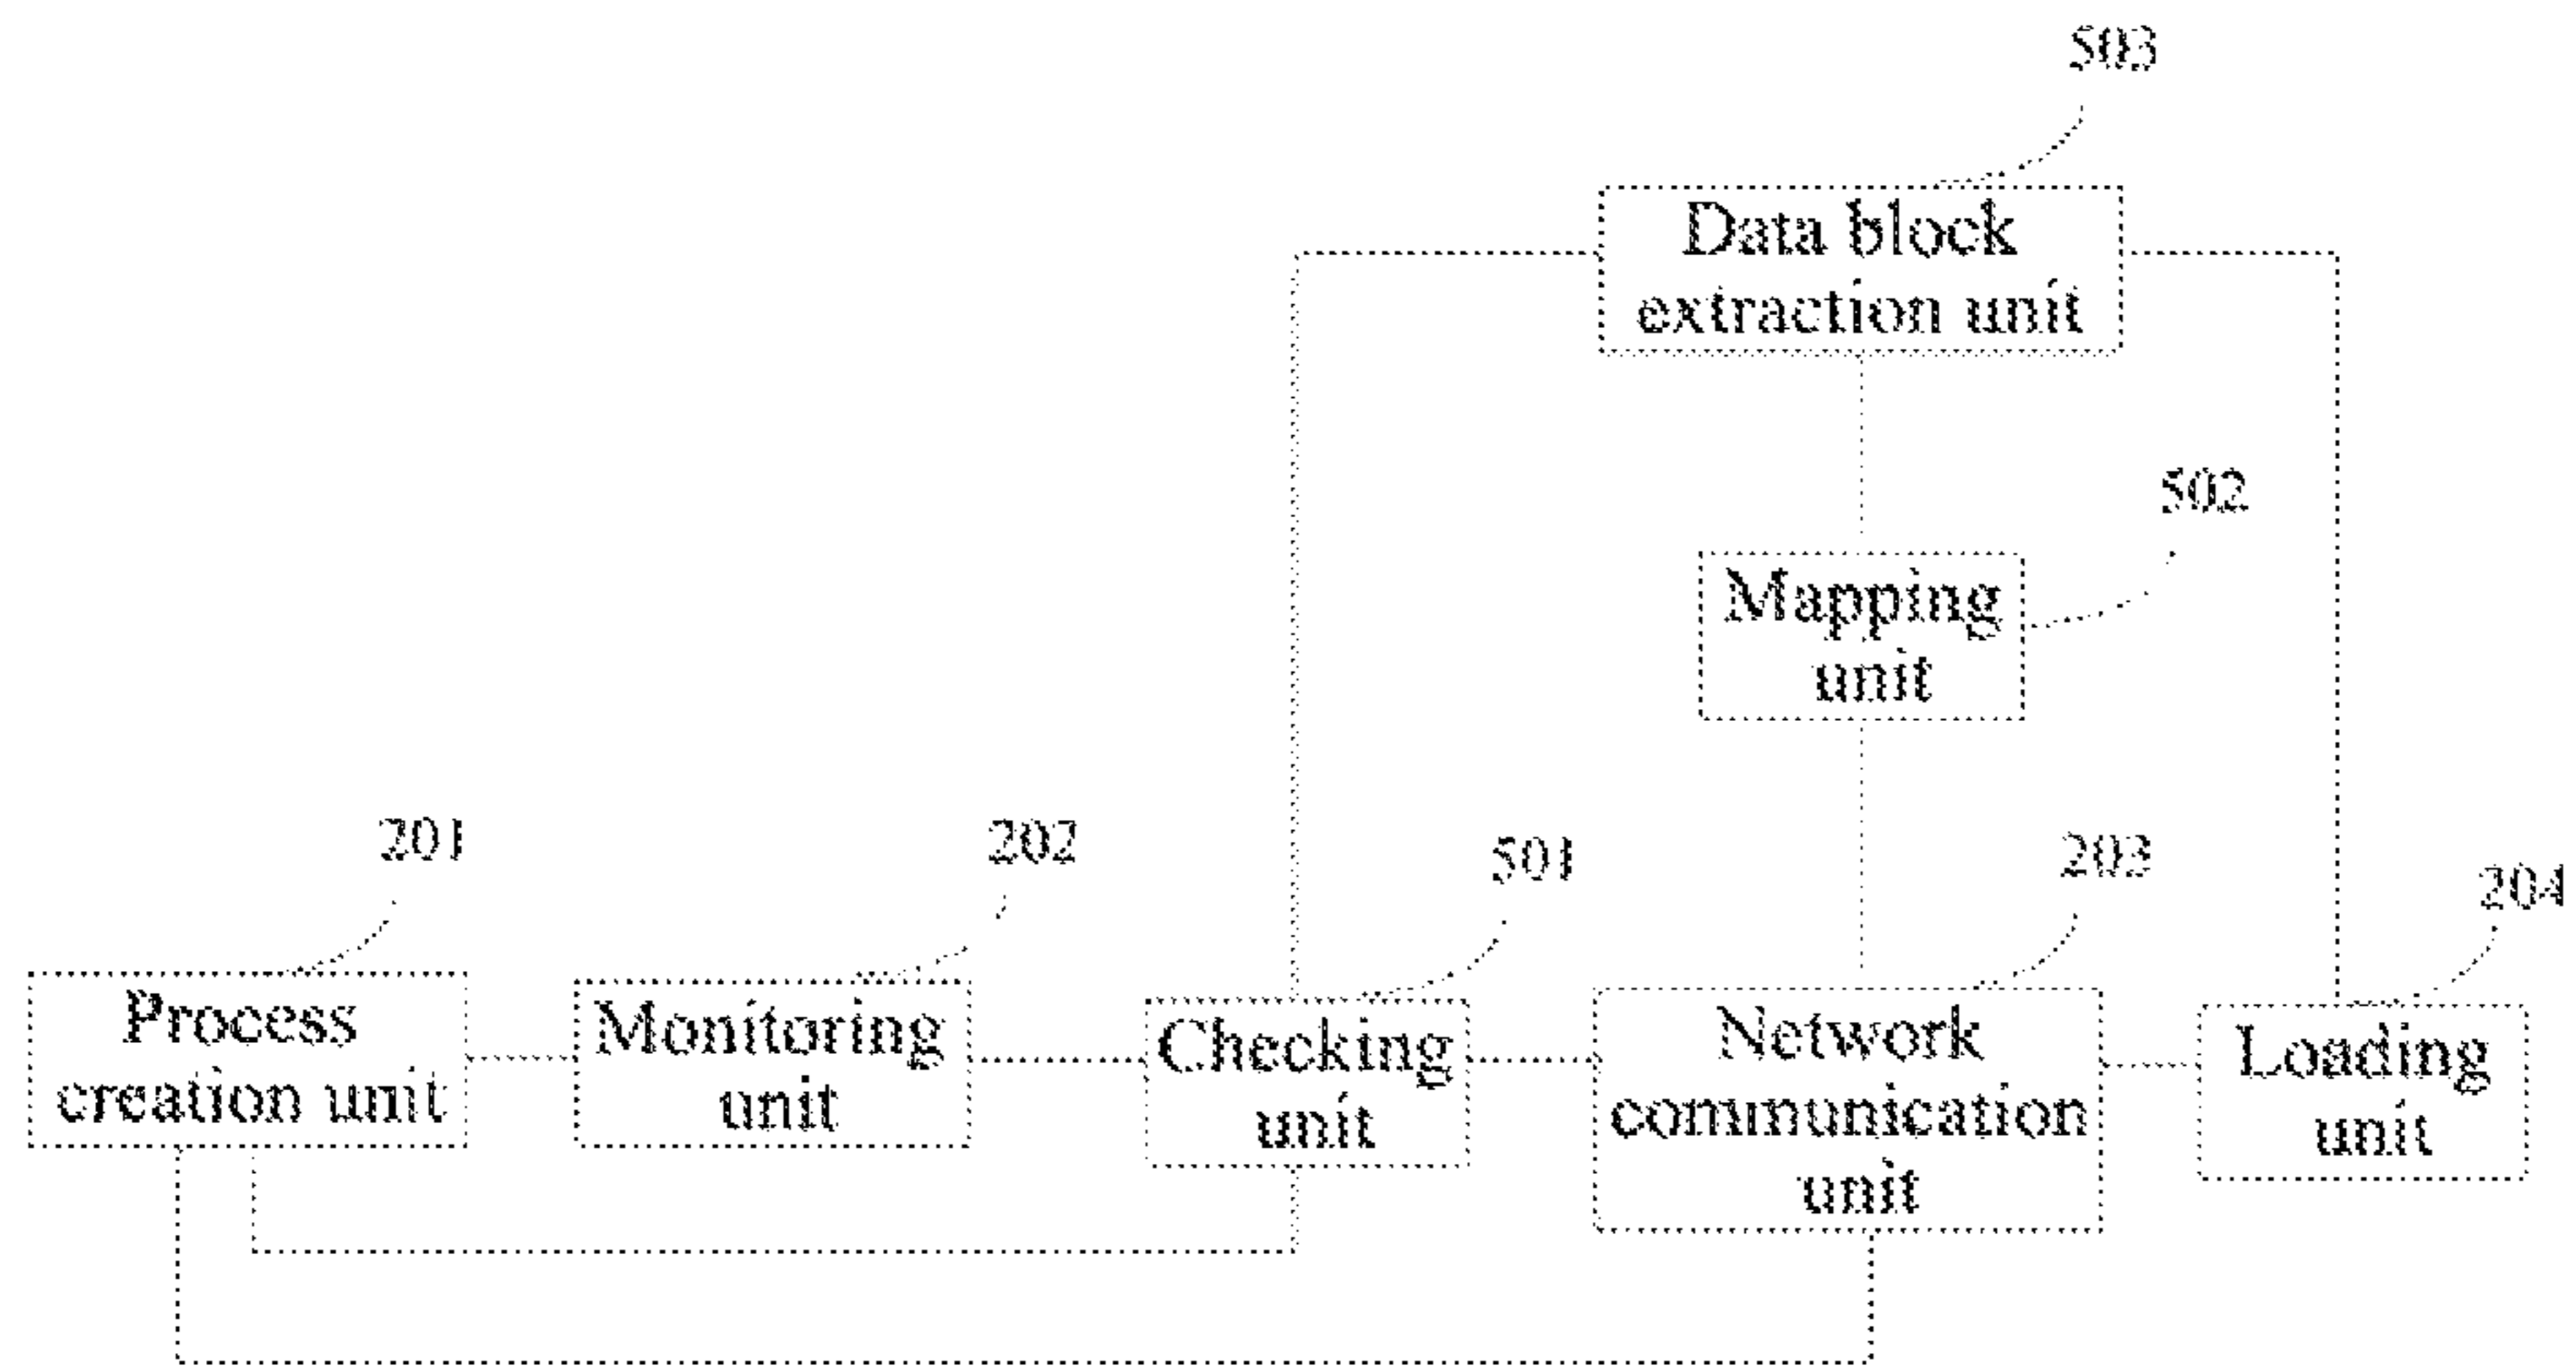 503
Data block
extraction unit
502
Mapping
unit
201
202
501
203
204
Process
creation unit
Monitoring
unit
Checking
unit
Network
communication
unit
Loading
unit